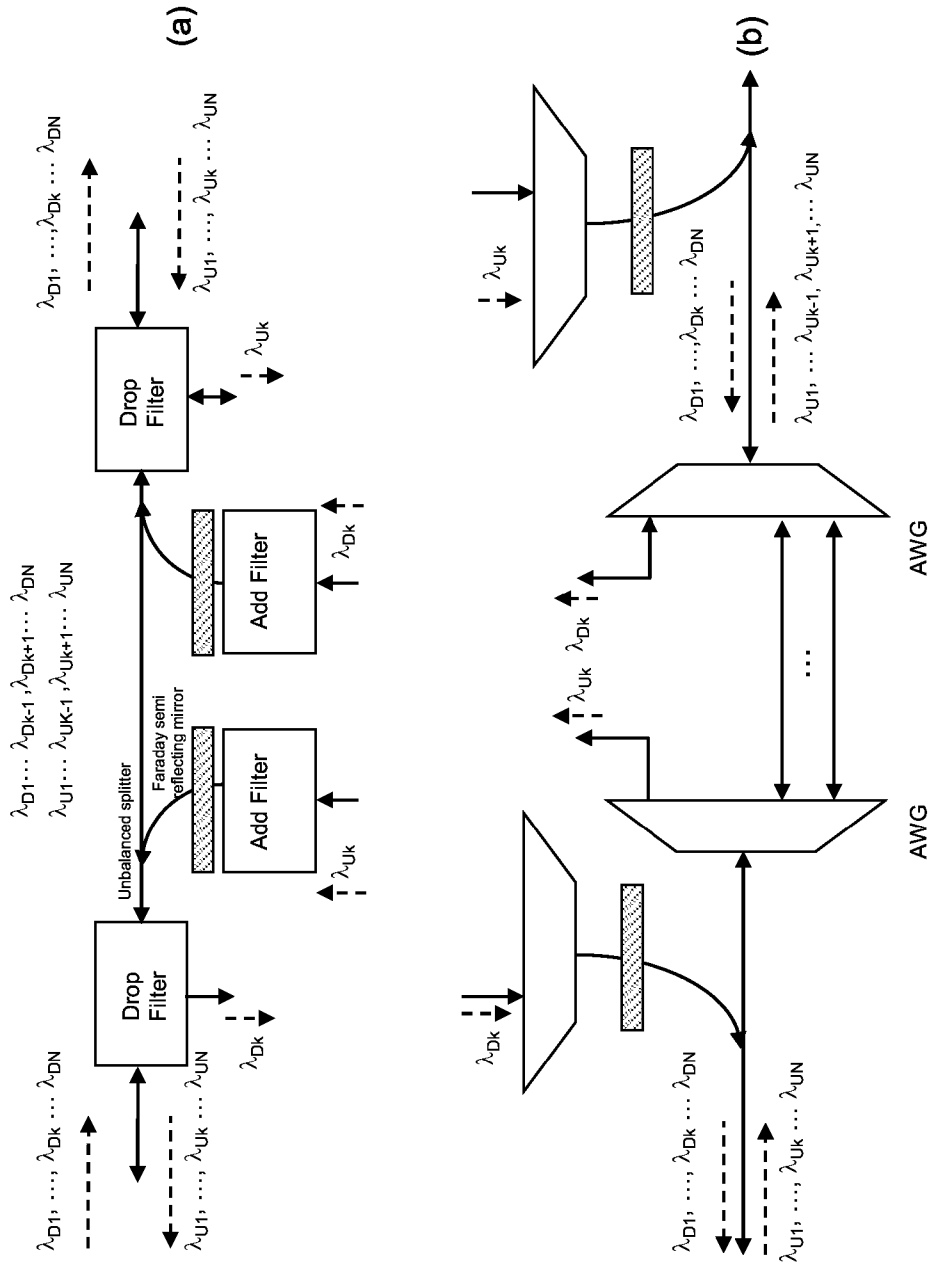 (a)
λD1... λDk-1 ,λDk+1... λDN
λU1... λUK-1 ,λUk+1... λUN
λD1, ...,λDk ... λDN
λU1, ..., λUk ... λUN
Drop
Filter
λDk
Unbalanced splitter
Faraday semi
reflecting mirror
Add Filter
λUk
Add Filter
λDk
Drop
Filter
λUk
λD1, ...,λDk ... λDN
λU1, ..., λUk ... λUN
(b)
λDk
λD1, ...,λDk ... λDN
λU1, ..., λUk ... λUN
AWG
λUk
...
λDk
AWG
λUk
λD1, ...,λDk ... λDN
λU1, ... λUk-1, λUk+1,... λUN